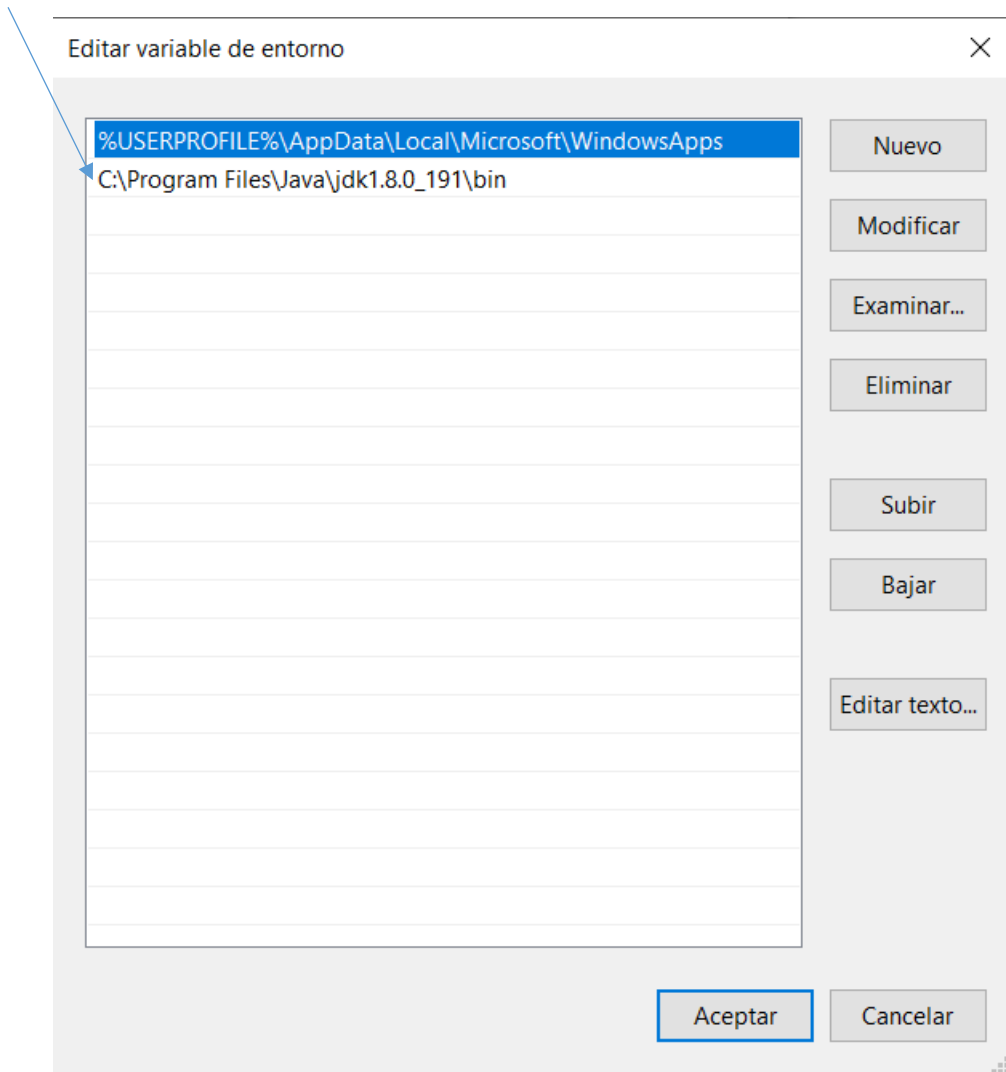 Editar variable de entorno
%USERPROFILE%\AppData\Local\Microsoft\WindowsApps
C:\Program Files\Java\jdk1.8.0_191\bin
Nuevo
Modificar
Examinar...
Eliminar
Subir
Bajar
Editar texto...
Aceptar
Cancelar